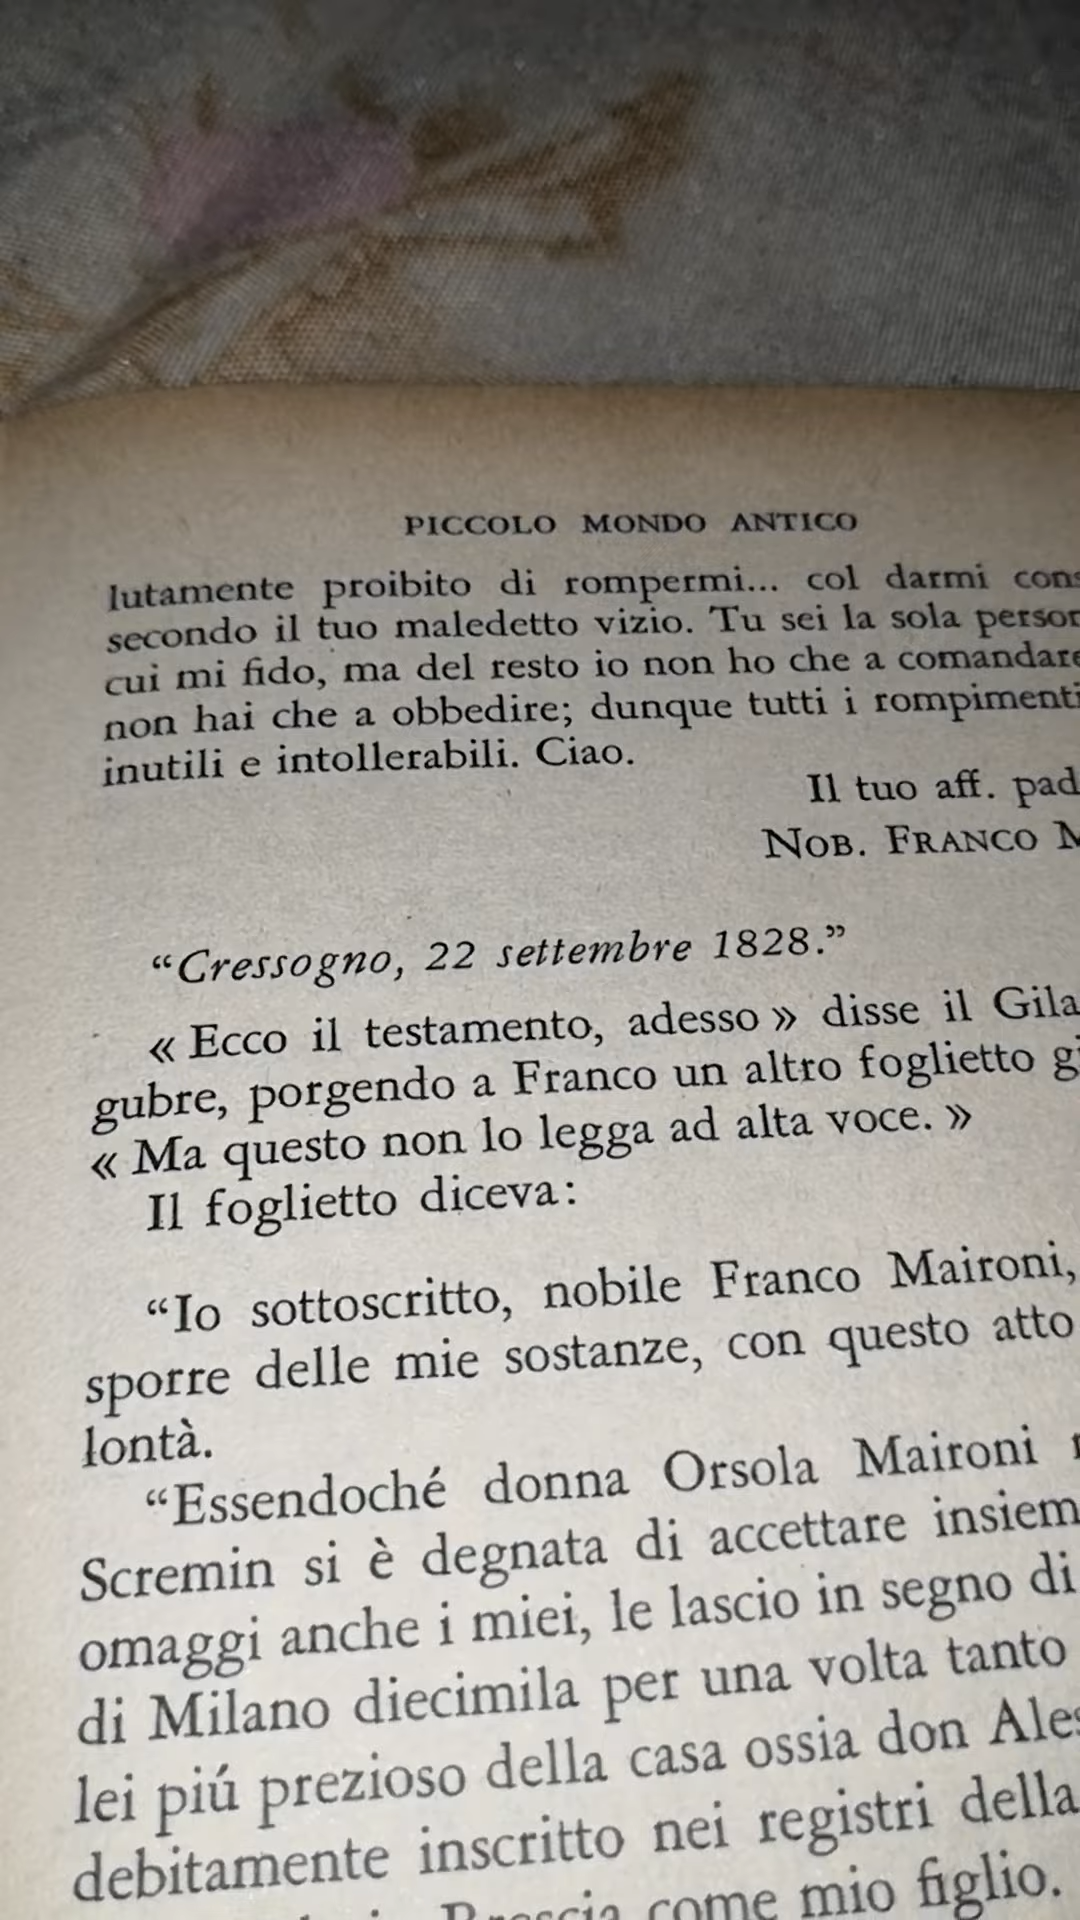 PICCOLO MONDO ANTICO
lutamente proibito di rompermi... col darmi
secondo il tuo maledetto vizio. Tu sei la sola
cui mi fido, ma del resto io non ho che a comandare
non hai che a obbedire; dunque tutti i rompimenti
inutili e intollerabili. Ciao.
Il tuo aff.
NOB. FRANCO
“Cressogno, 22 settembre 1828.”
« Ecco il testamento, adesso » disse il
gubre, porgendo a Franco un altro foglietto
« Ma questo non lo legga ad alta voce. »
Il foglietto diceva:
“Io sottoscritto, nobile Franco Maironi,
sporre delle mie sostanze, con questo atto
lontà.
“Essendoché donna Orsola Maironi
Scremin si è degnata di accettare
omaggi anche i miei, le lascio in segno di
di Milano diecimila per una volta tanto
lei piú prezioso della casa ossia don
debitamente inscritto nei registri della
Brescia come mio figlio.